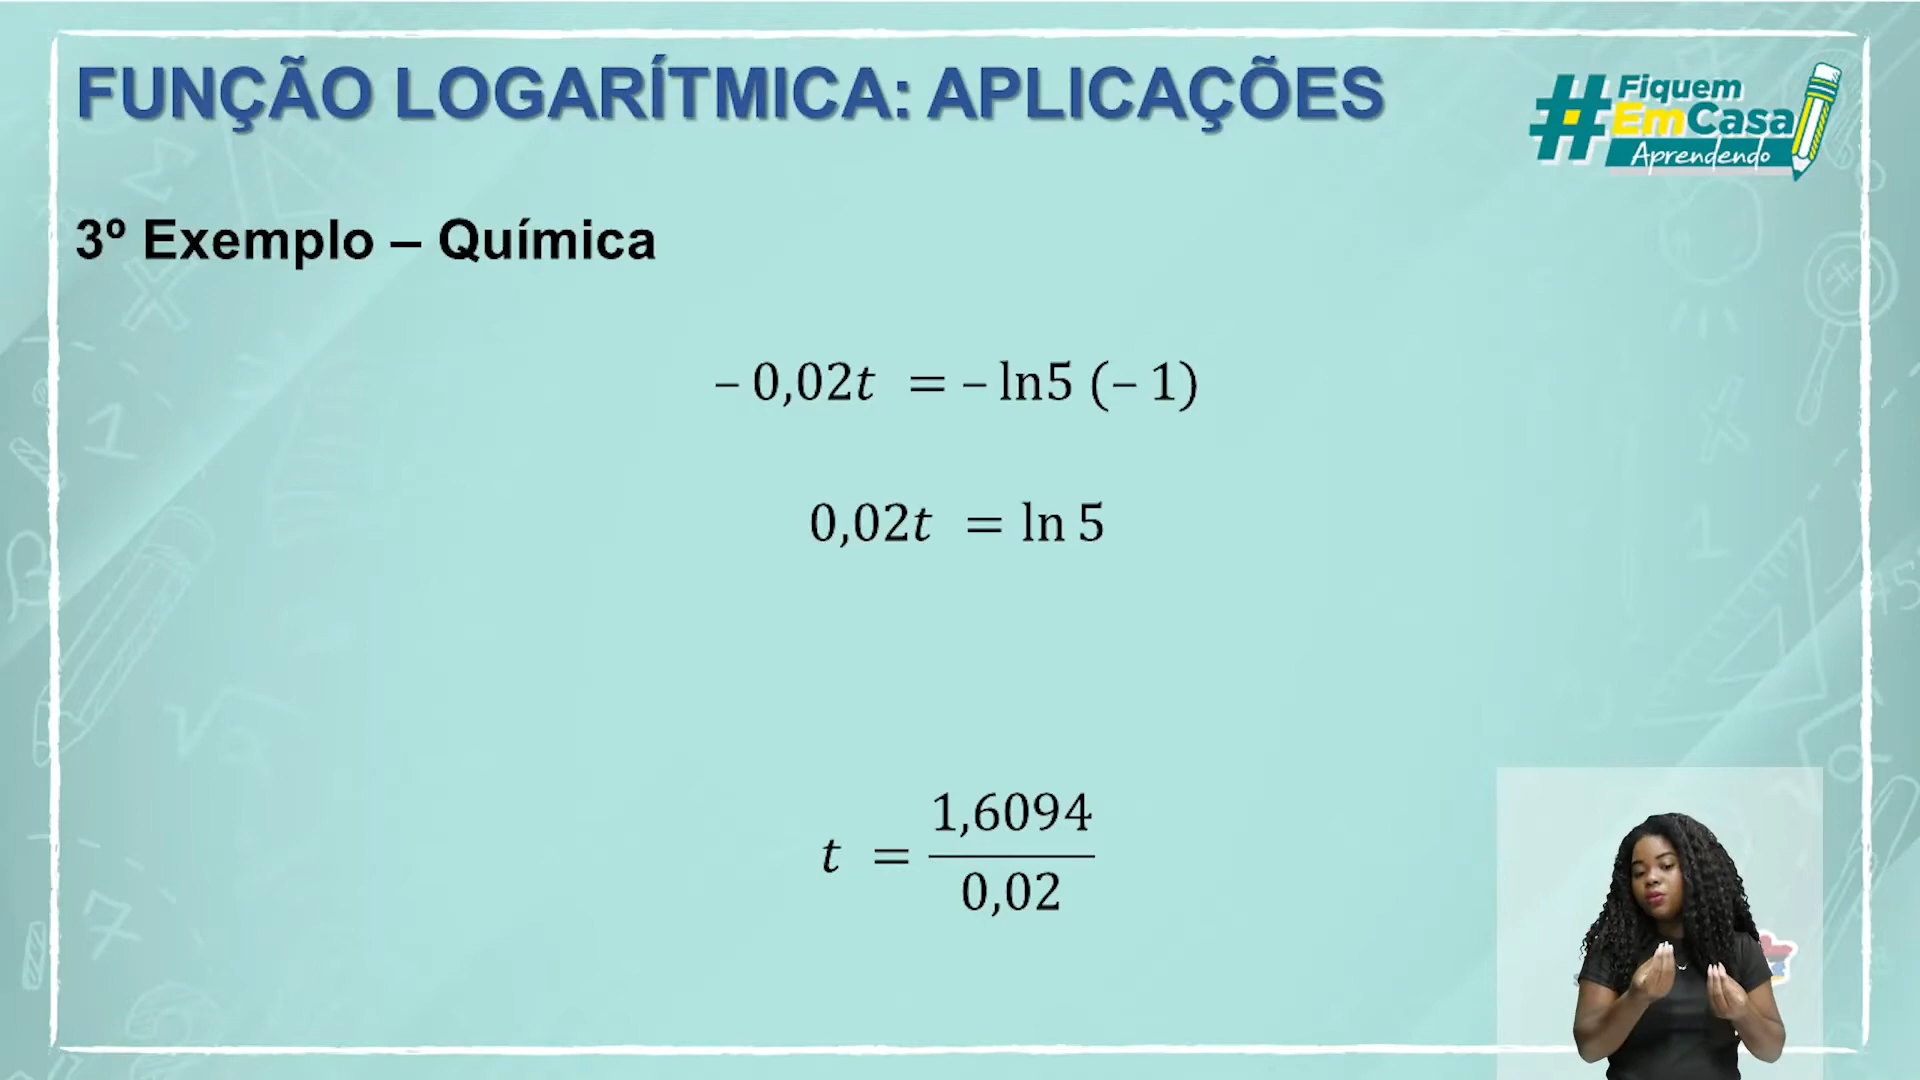 FUNÇÃO LOGARÍTMICA: APLICAÇÕES
#Fiquem
EmCasa
Aprendendo
3º Exemplo – Química
– 0,02t = – ln5 (– 1)
0,02t = ln 5
t = 1,6094
0,02